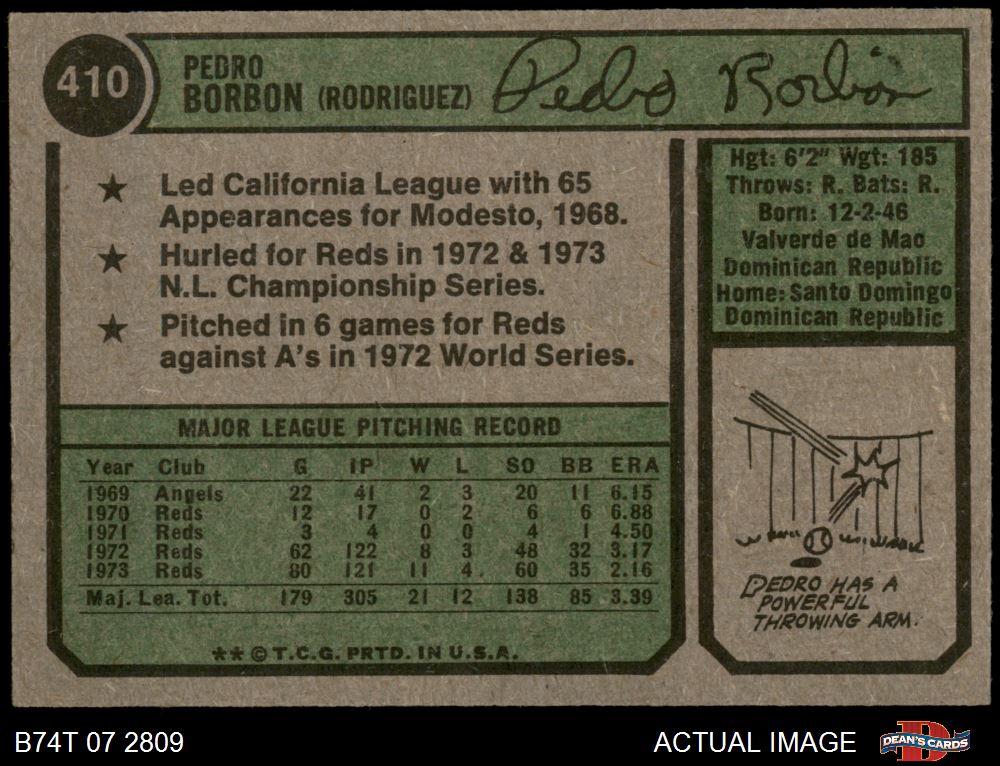 410
PEDRO
BORBON (RODRIGUEZ)
Pedro Borbón
★ Led California League with 65
Appearances for Modesto, 1968.
★ Hurled for Reds in 1972 & 1973
N.L. Championship Series.
★ Pitched in 6 games for Reds
against A's in 1972 World Series.
Hgt: 6'2" Wgt: 185
Throws: R. Bats: R.
Born: 12-2-46
Valverde de Mao
Dominican Republic
Home: Santo Domingo
Dominican Republic
MAJOR LEAGUE PITCHING RECORD
Year Club G IP W L SO BB ERA
1969 Angels 22 41 2 3 20 11 6.15
1970 Reds 12 17 0 2 6 6 6.88
1971 Reds 3 4 0 0 4 1 4.50
1972 Reds 62 122 8 3 48 32 3.17
1973 Reds 80 121 11 4 60 35 2.16
Maj. Lea. Tot. 179 305 21 12 138 85 3.39
** © T.C.G. PRTD. IN U.S.A.
PEDRO HAS A
POWERFUL
THROWING ARM.
B74T 07 2809
ACTUAL IMAGE
DEAN'S CARDS